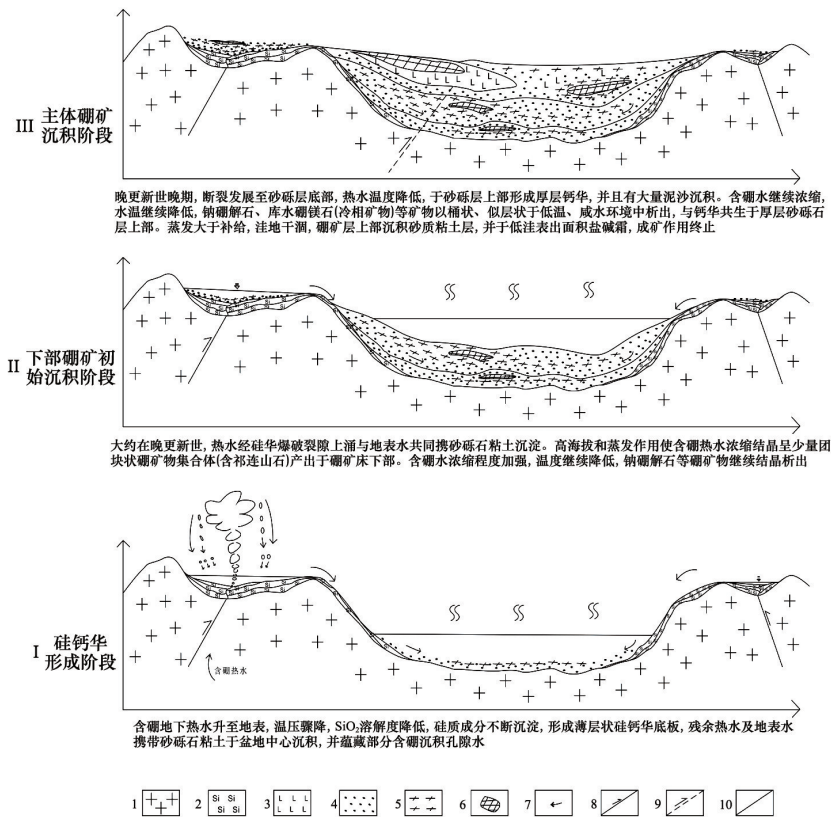 III 主体硼矿
沉积阶段
晚更新世晚期, 断裂发展至砂砾层底部, 热水温度降低, 于砂砾层上部形成厚层钙华, 并且有大量泥沙沉积。含硼水继续浓缩,
水温继续降低, 钠硼解石、库水硼镁石(冷相矿物)等矿物以桶状、似层状于低温、咸水环境中析出, 与钙华共生于厚层砂砾石
层上部。蒸发大于补给, 洼地干涸, 硼矿层上部沉积砂质粘土层, 并于低洼表出面积盐碱霜, 成矿作用终止
II 下部硼矿初
始沉积阶段
大约在晚更新世, 热水经硅华爆破裂隙上涌与地表水共同携砂砾石粘土沉淀。高海拔和蒸发作用使含硼热水浓缩结晶呈少量团
块状硼矿物集合体(含祁连山石)产出于硼矿床下部。含硼水浓缩程度加强, 温度继续降低, 钠硼解石等硼矿物继续结晶析出
I 硅钙华
形成阶段
含硼热水
含硼地下热水升至地表, 温压骤降, SiO₂溶解度降低, 硅质成分不断沉淀, 形成薄层状硅钙华底板, 残余热水及地表水
携带砂砾石粘土于盆地中心沉积, 并蕴藏部分含硼沉积孔隙水
1 2 Si Si Si Si 3 L L L L L L L L 4 5 6 7 8 9 10